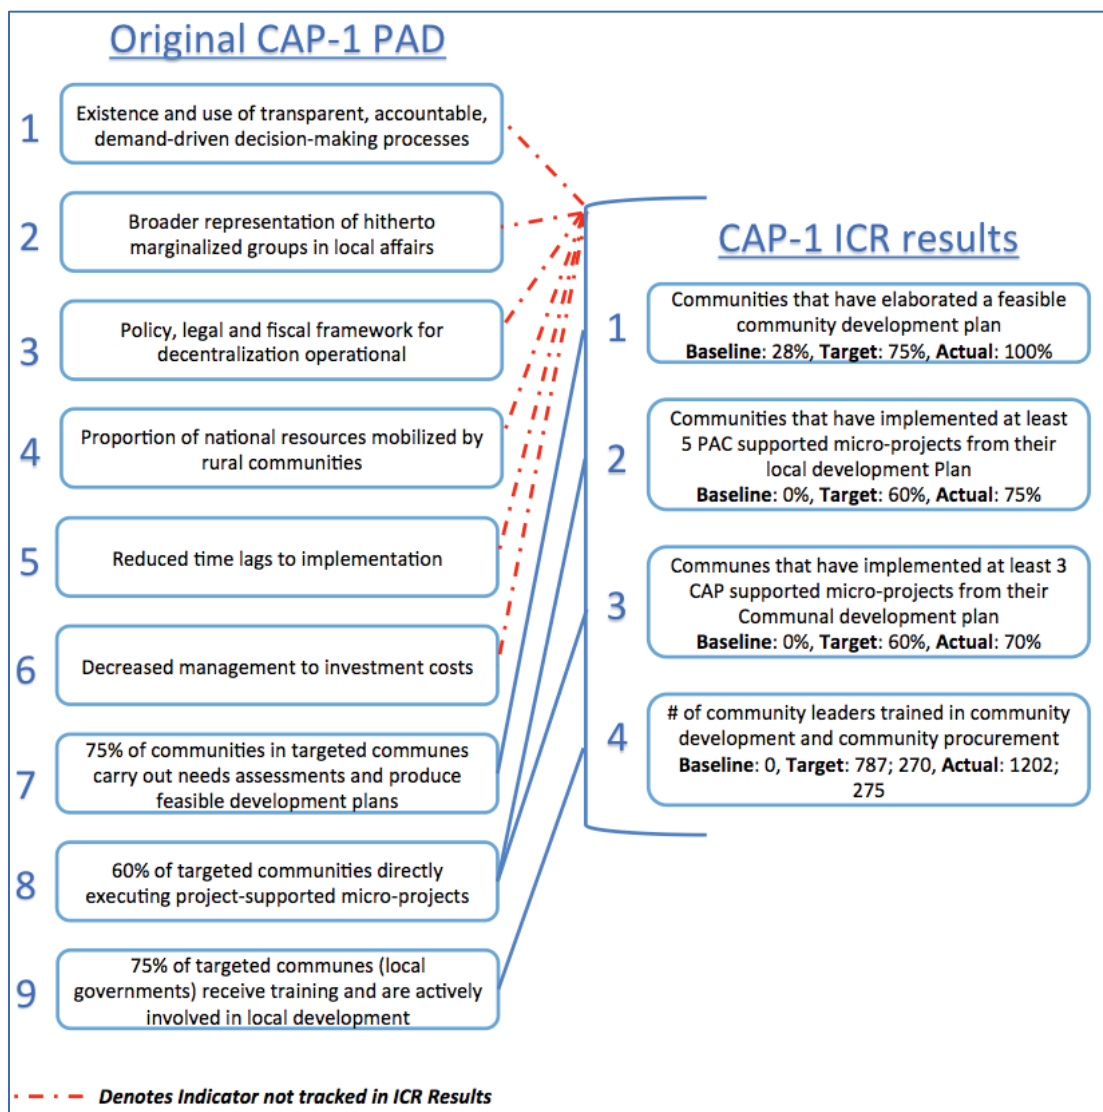 Original CAP-1 PAD
1
Existence and use of transparent, accountable,
demand-driven decision-making processes
2
Broader representation of hitherto
marginalized groups in local affairs
3
Policy, legal and fiscal framework for
decentralization operational
4
Proportion of national resources mobilized by
rural communities
5
Reduced time lags to implementation
6
Decreased management to investment costs
7
75% of communities in targeted communes
carry out needs assessments and produce
feasible development plans
8
60% of targeted communities directly
executing project-supported micro-projects
9
75% of targeted communes (local
governments) receive training and are actively
involved in local development
CAP-1 ICR results
1
Communities that have elaborated a feasible
community development plan
Baseline: 28%, Target: 75%, Actual: 100%
2
Communities that have implemented at least
5 PAC supported micro-projects from their
local development Plan
Baseline: 0%, Target: 60%, Actual: 75%
3
Communes that have implemented at least 3
CAP supported micro-projects from their
Communal development plan
Baseline: 0%, Target: 60%, Actual: 70%
4
# of community leaders trained in community
development and community procurement
Baseline: 0, Target: 787; 270, Actual: 1202;
275
Denotes Indicator not tracked in ICR Results